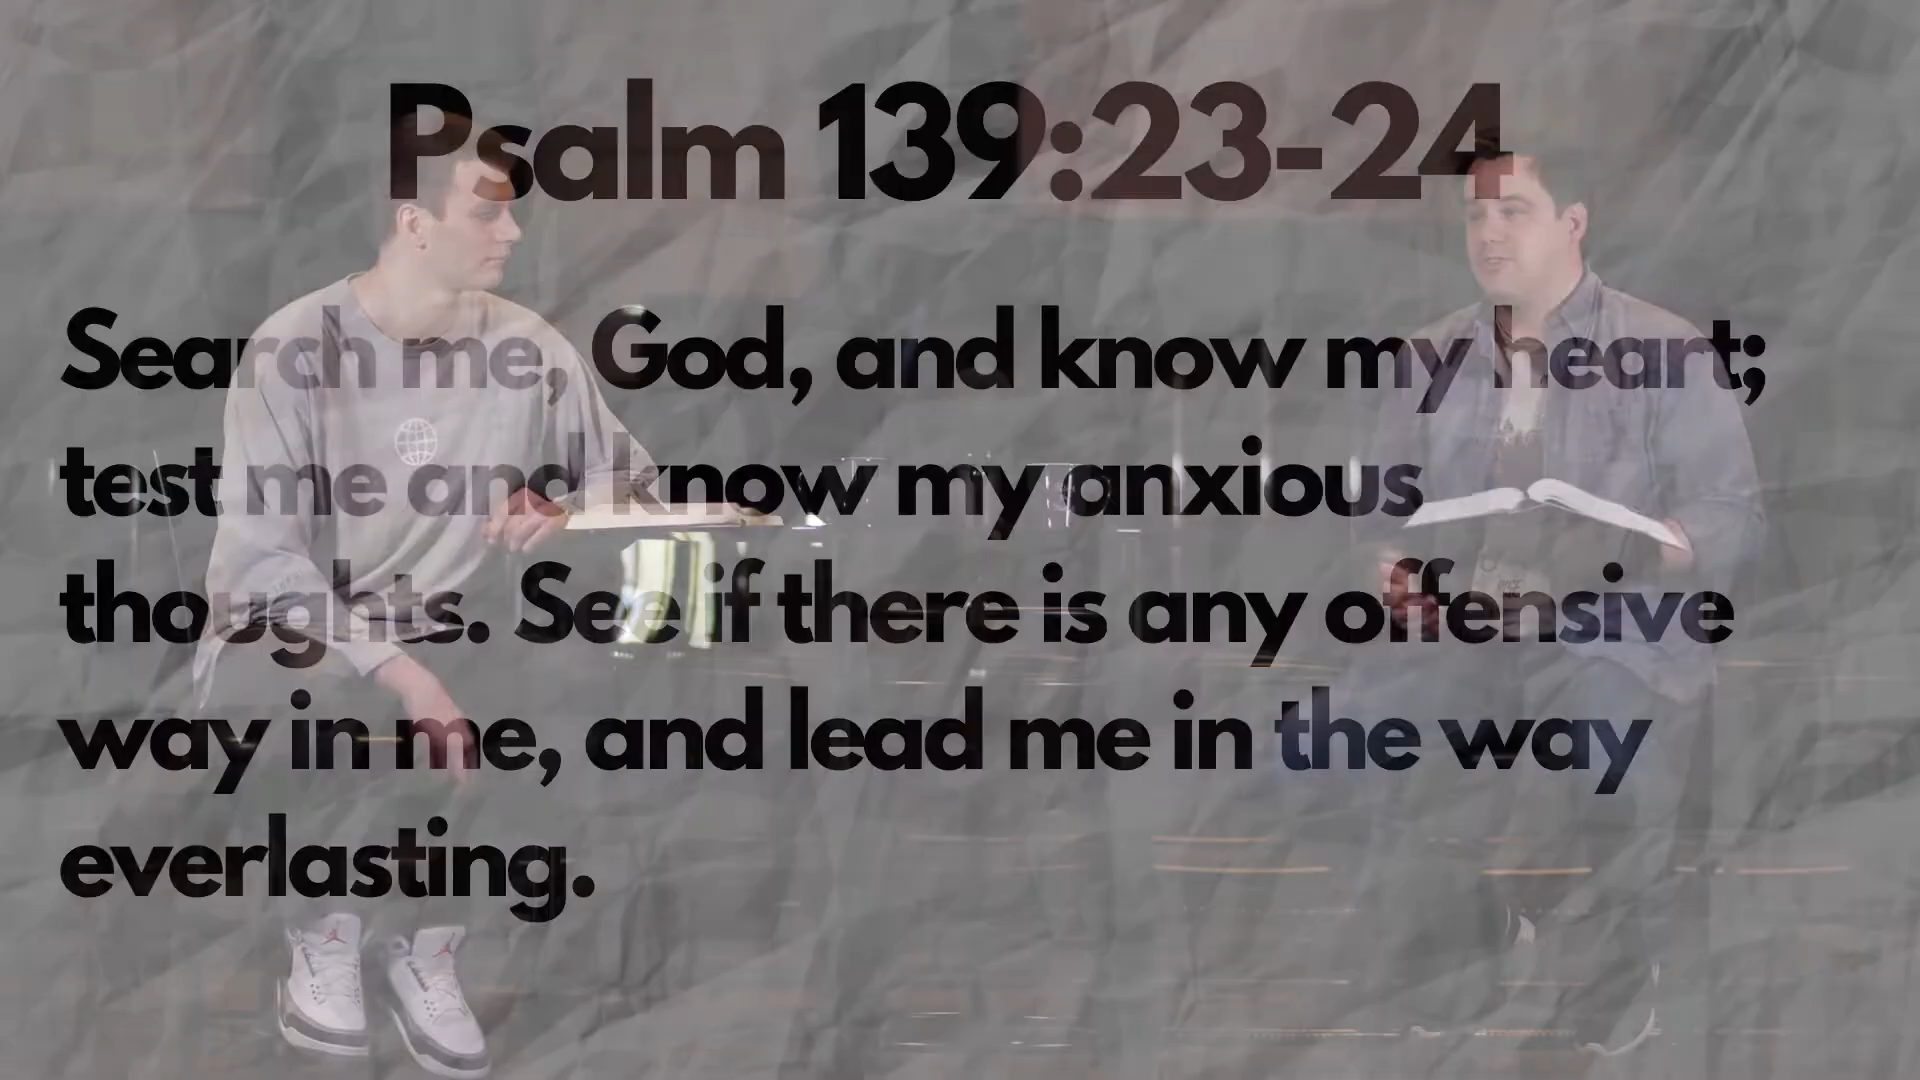 Psalm 139:23-24
Search me, God, and know my heart;
test me and know my anxious
thoughts. See if there is any offensive
way in me, and lead me in the way
everlasting.